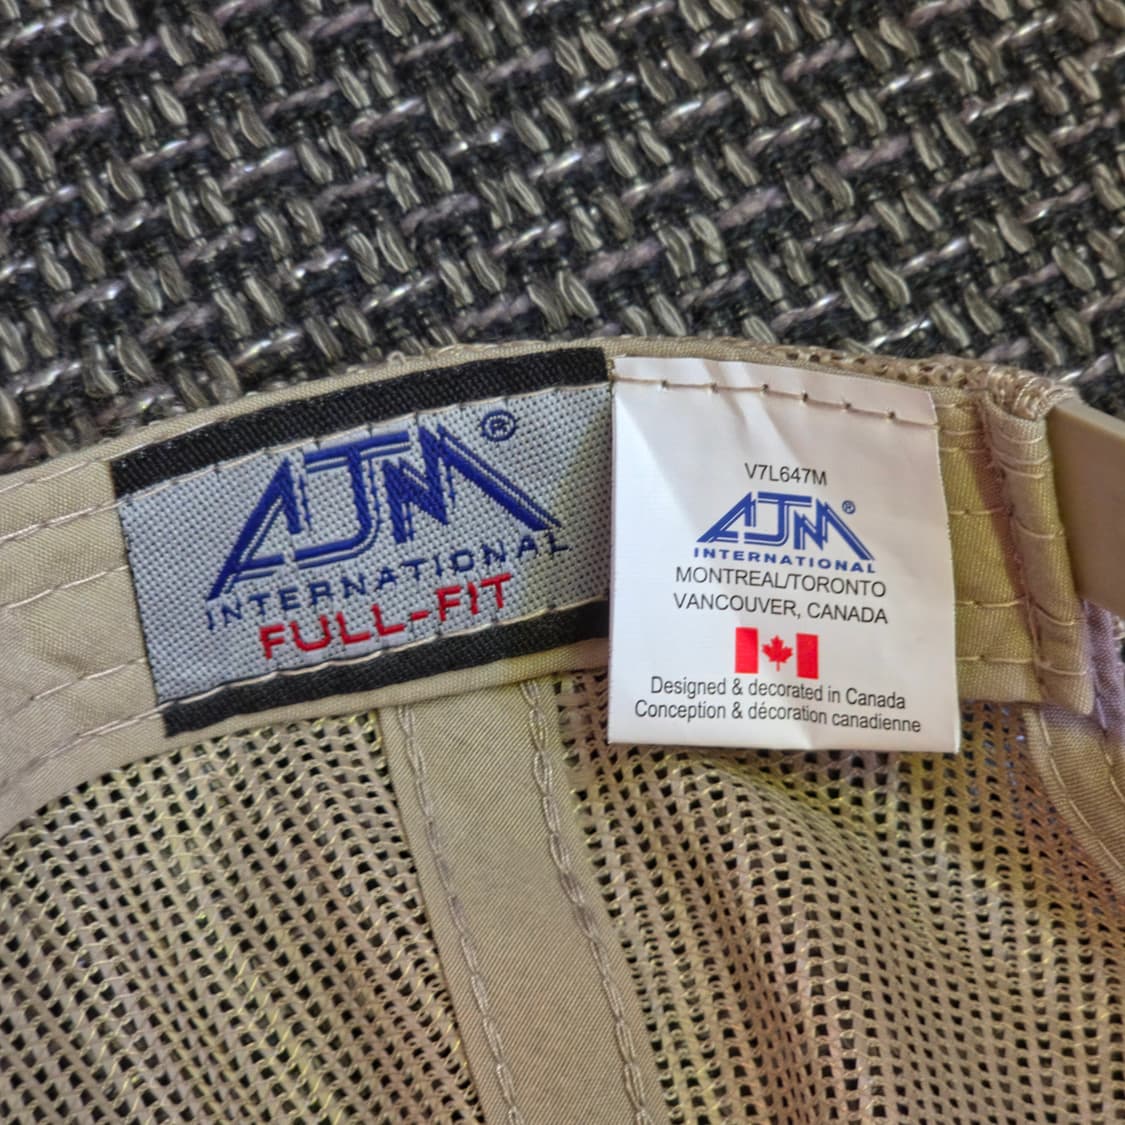 AJM ®
INTERNATIONAL
FULL-FIT
V7L647M
AJM ®
INTERNATIONAL
MONTREAL/TORONTO
VANCOUVER, CANADA
Designed & decorated in Canada
Conception & décoration canadienne